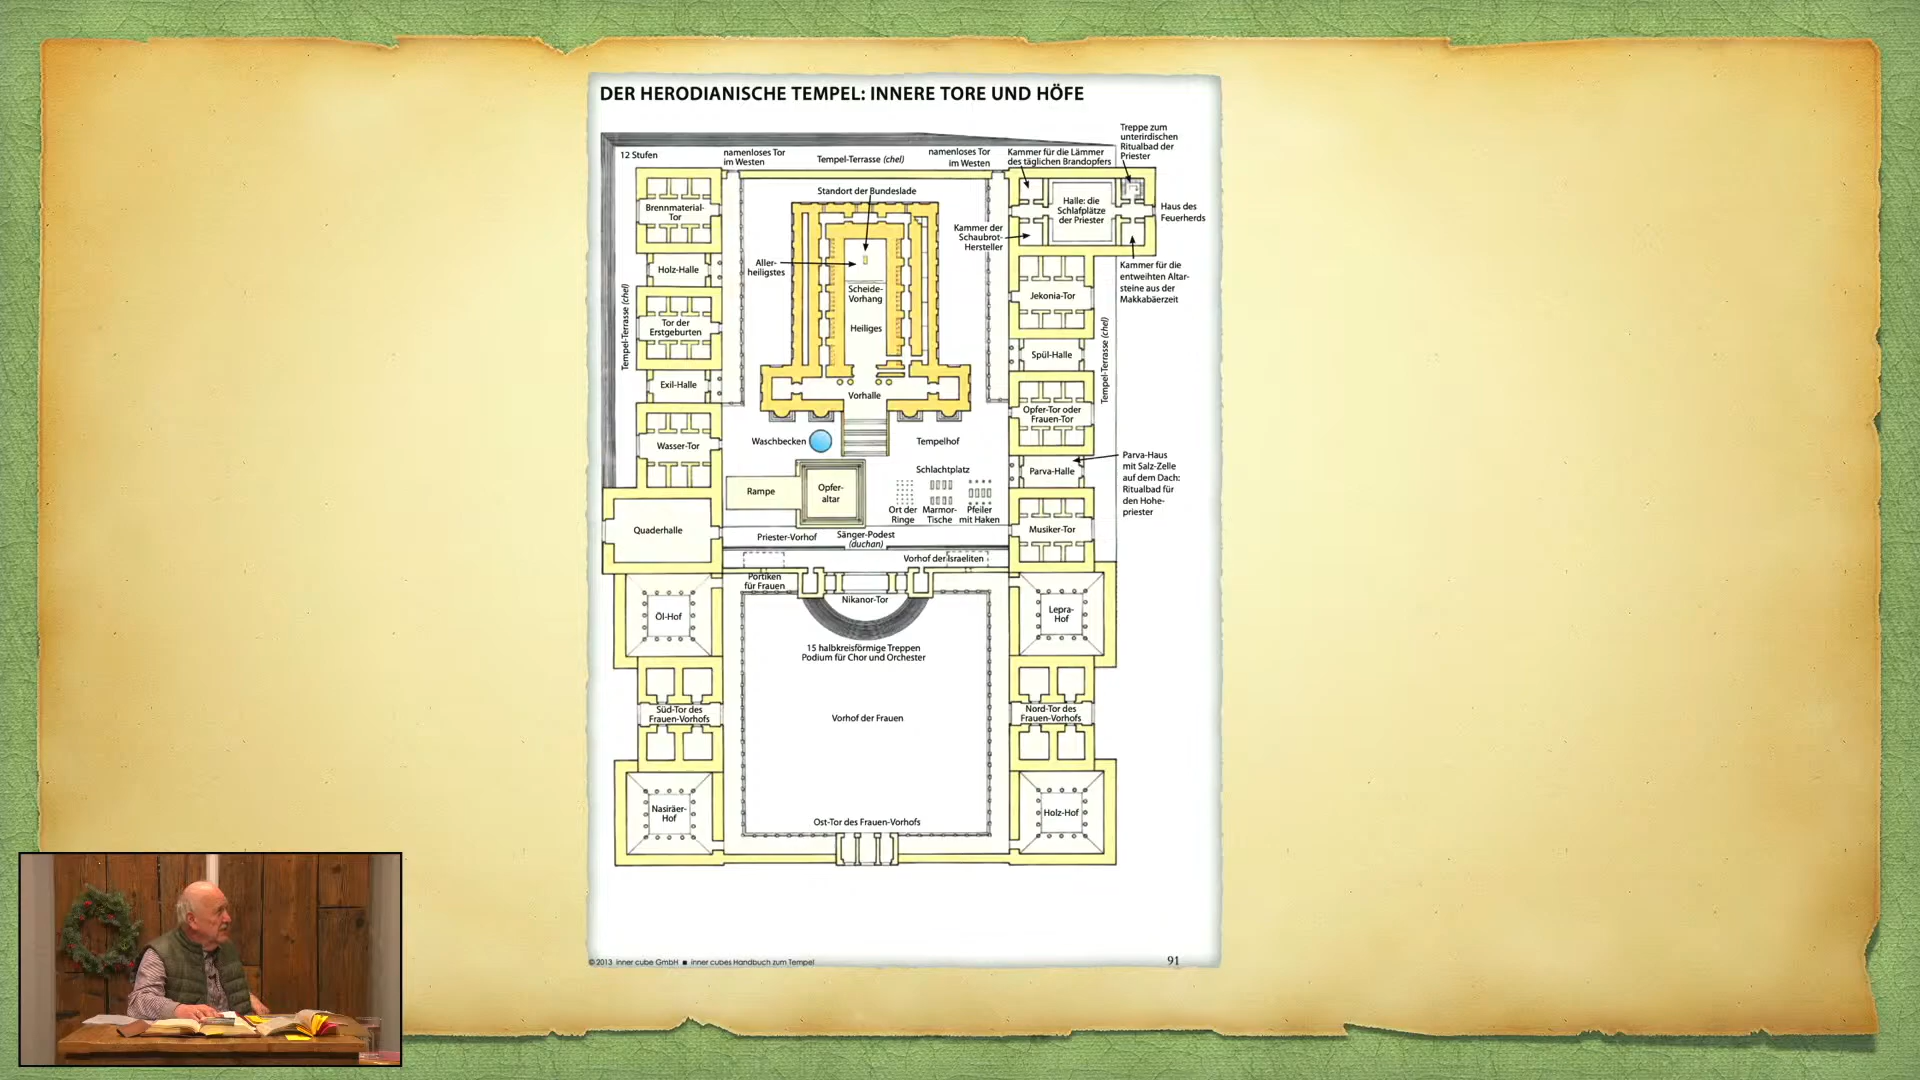 DER HERODIANISCHE TEMPEL: INNERE TORE UND HÖFE
Treppe zum
unterirdischen
Ritualbad der
Priester
12 Stufen
namenloses Tor
im Westen
Tempel-Terrasse (chel)
namenloses Tor
im Westen
Kammer für die Lämmer
des täglichen Brandopfers
Standort der Bundeslade
Brennmaterial-
Tor
Halle: die
Schlafplätze
der Priester
Haus des
Feuerherds
Kammer der
Schaubrot-
Hersteller
Aller-
heiligstes
Holz-Halle
Kammer für die
entweihten Altar-
steine aus der
Makkabäerzeit
Scheide-
Vorhang
Jekonia-Tor
Tempel-Terrasse (chel)
Tor der
Erstgeburten
Heiliges
Spül-Halle
Tempel-Terrasse (chel)
Exil-Halle
Vorhalle
Opfer-Tor oder
Frauen-Tor
Wasser-Tor
Waschbecken
Tempelhof
Parva-Halle
Parva-Haus
mit Salz-Zelle
auf dem Dach:
Ritualbad für
den Hohe-
priester
Schlachtplatz
Rampe
Opfer-
altar
Ort der
Ringe
Marmor-
Tische
Pfeiler
mit Haken
Quaderhalle
Musiker-Tor
Priester-Vorhof
Sänger-Podest
(duchan)
Vorhof der Israeliten
Portiken
für Frauen
Nikanor-Tor
Öl-Hof
Lepra-
Hof
15 halbkreisförmige Treppen
Podium für Chor und Orchester
Süd-Tor des
Frauen-Vorhofs
Vorhof der Frauen
Nord-Tor des
Frauen-Vorhofs
Nasiräer-
Hof
Holz-Hof
Ost-Tor des Frauen-Vorhofs
©2013 inner cube GmbH ■ inner cubes Handbuch zum Tempel
91